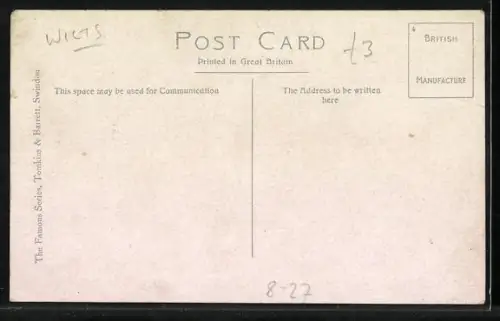 WILTS
POST CARD
£3
Printed in Great Britain
BRITISH
MANUFACTURE
This space may be used for Communication
The Address to be written
here
The Famous Series, Tomkins & Barrett, Swindon
8-27